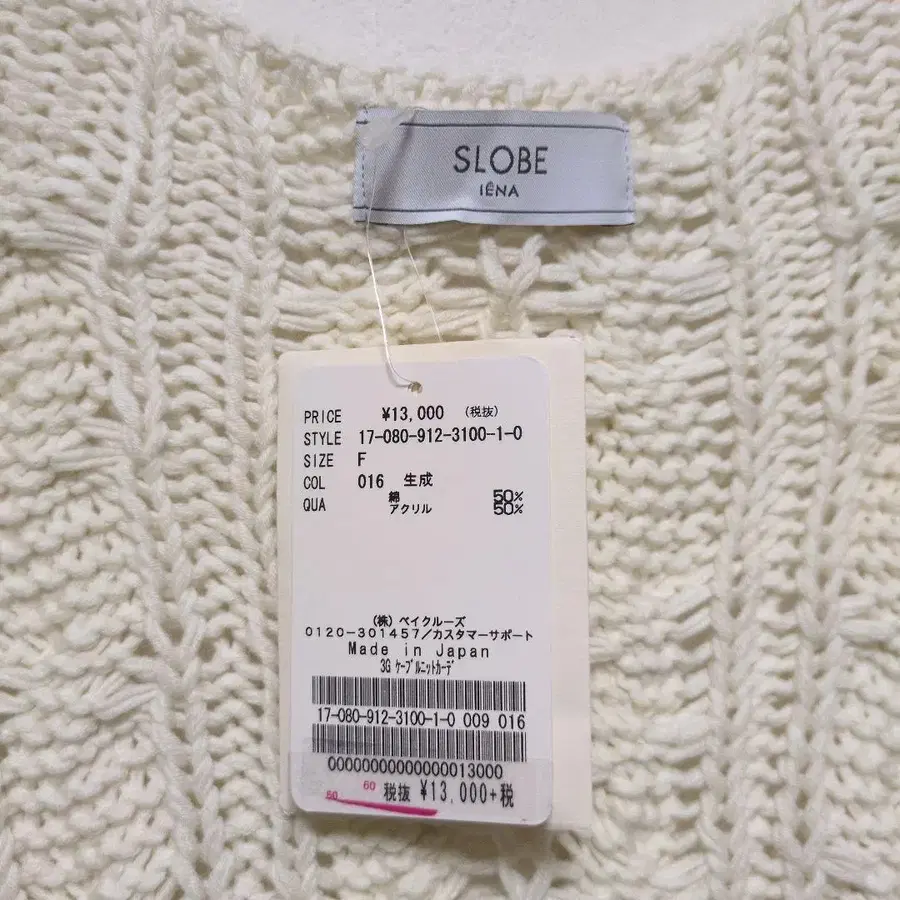 SLOBE
IÉNA
PRICE ¥13,000 (税抜)
STYLE 17-080-912-3100-1-0
SIZE F
COL 016 生成
QUA 綿 50%
アクリル 50%
(株) ベイクルーズ
0120-301457/カスタマーサポート
Made in Japan
3G ケーブルニットカーデ
17-080-912-3100-1-0 009 016
00000000000000013000
60 60 税抜 ¥13,000+税